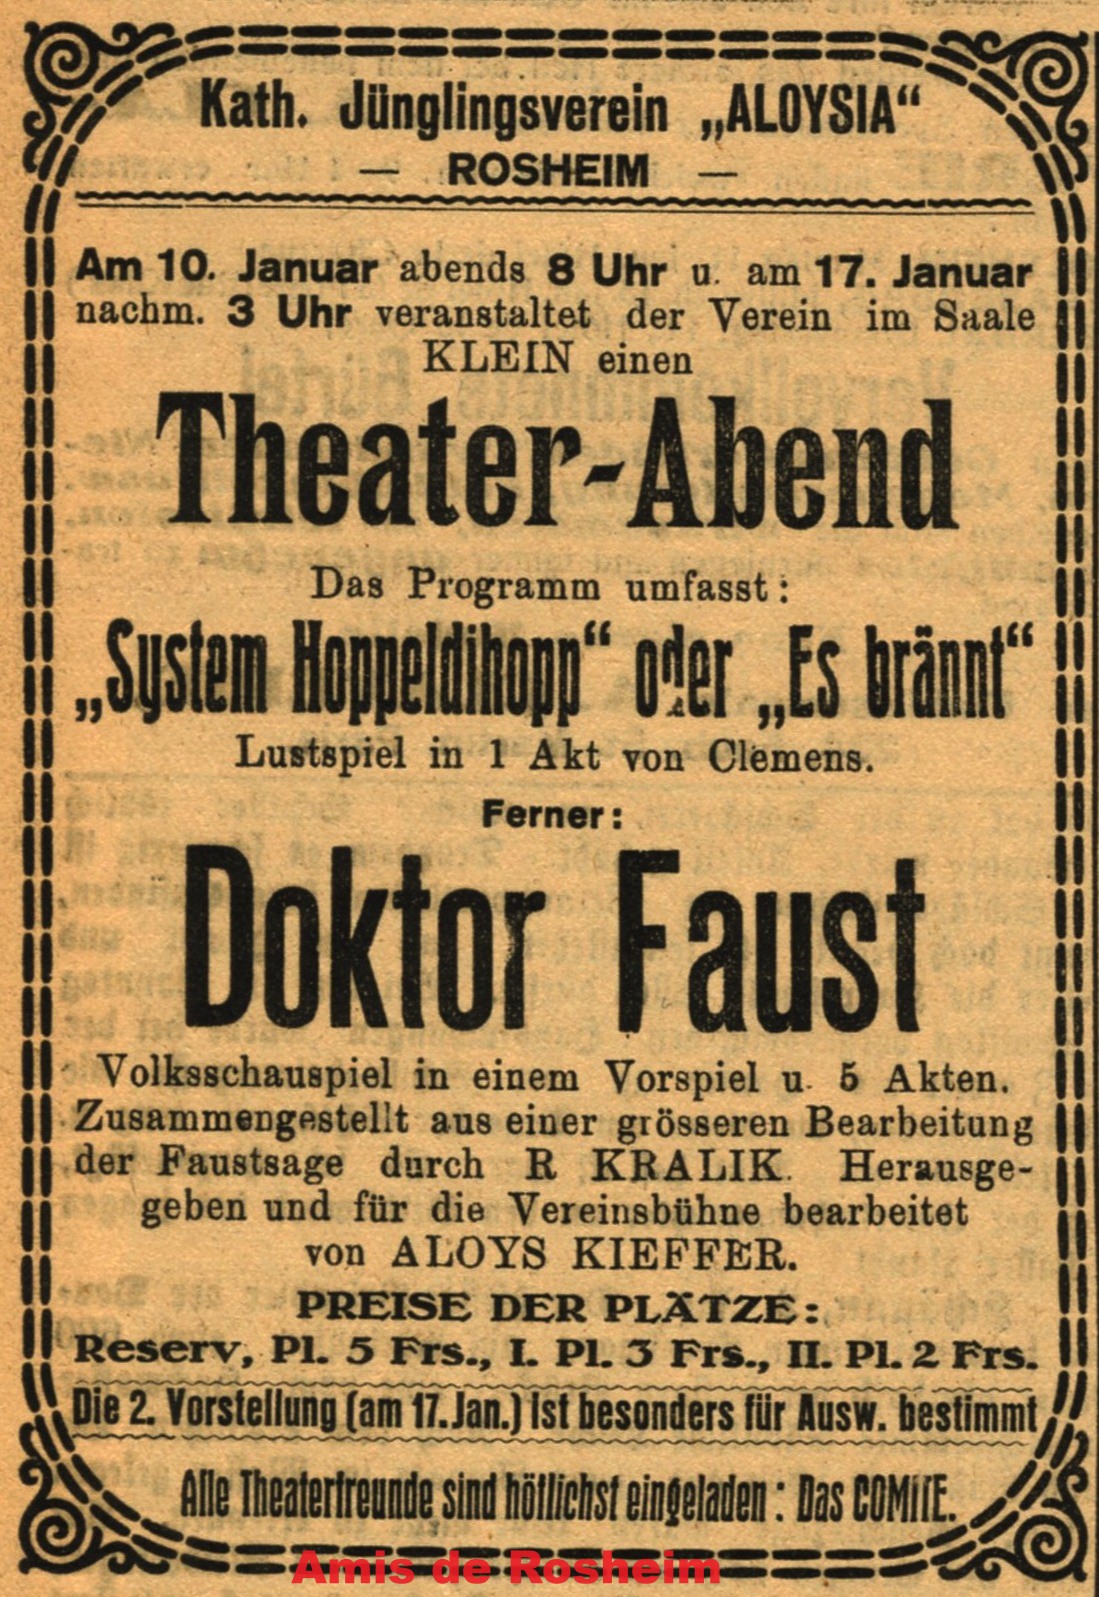 Kath. Jünglingsverein „ALOYSIA“
— ROSHEIM —
Am 10. Januar abends 8 Uhr u. am 17. Januar
nachm. 3 Uhr veranstaltet der Verein im Saale
KLEIN einen
Theater-Abend
Das Programm umfasst:
„System Hoppeldihopp“ oder „Es brännt“
Lustspiel in 1 Akt von Clemens.
Ferner:
Doktor Faust
Volksschauspiel in einem Vorspiel u. 5 Akten.
Zusammengestellt aus einer grösseren Bearbeitung
der Faustsage durch R KRALIK. Herausge-
geben und für die Vereinsbühne bearbeitet
von ALOYS KIEFFER.
PREISE DER PLÄTZE:
Reserv, Pl. 5 Frs., I. Pl. 3 Frs., II. Pl. 2 Frs.
Die 2. Vorstellung (am 17. Jan.) ist besonders für Ausw. bestimmt
Alle Theaterfreunde sind höflichst eingeladen: Das COMITE.
Amis de Rosheim